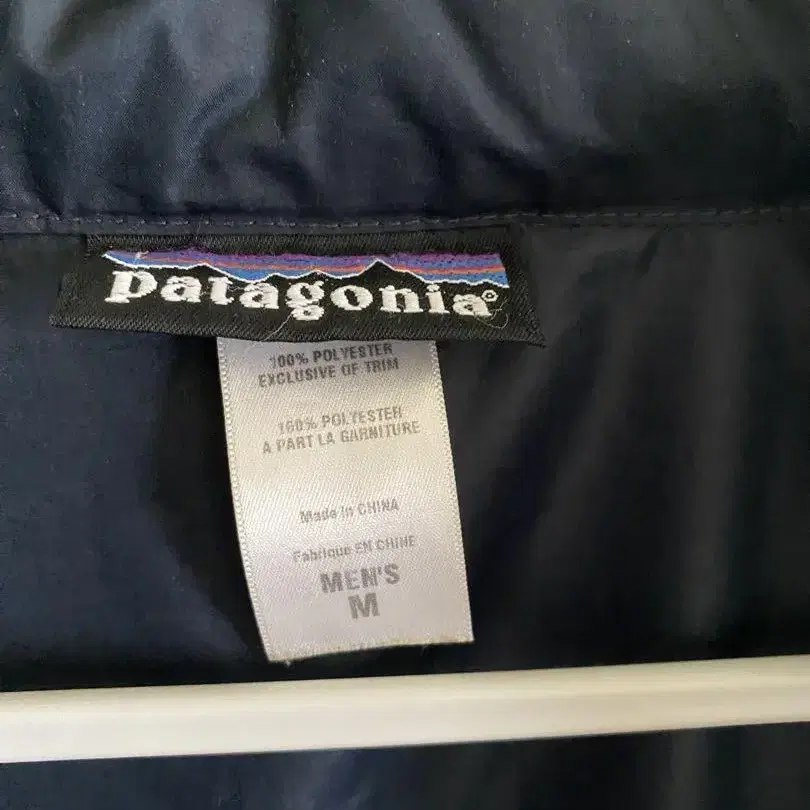 patagonia®
100% POLYESTER
EXCLUSIVE OF TRIM
100% POLYESTER
A PART LA GARNITURE
Made in CHINA
Fabrique EN CHINE
MEN'S
M